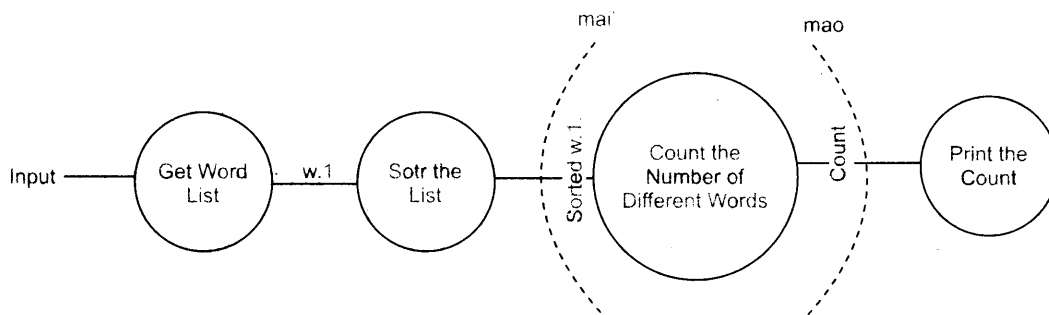 mai
mao
Input
Get Word
List
w.1
Sotr the
List
Sorted w.1.
Count the
Number of
Different Words
Count
Print the
Count